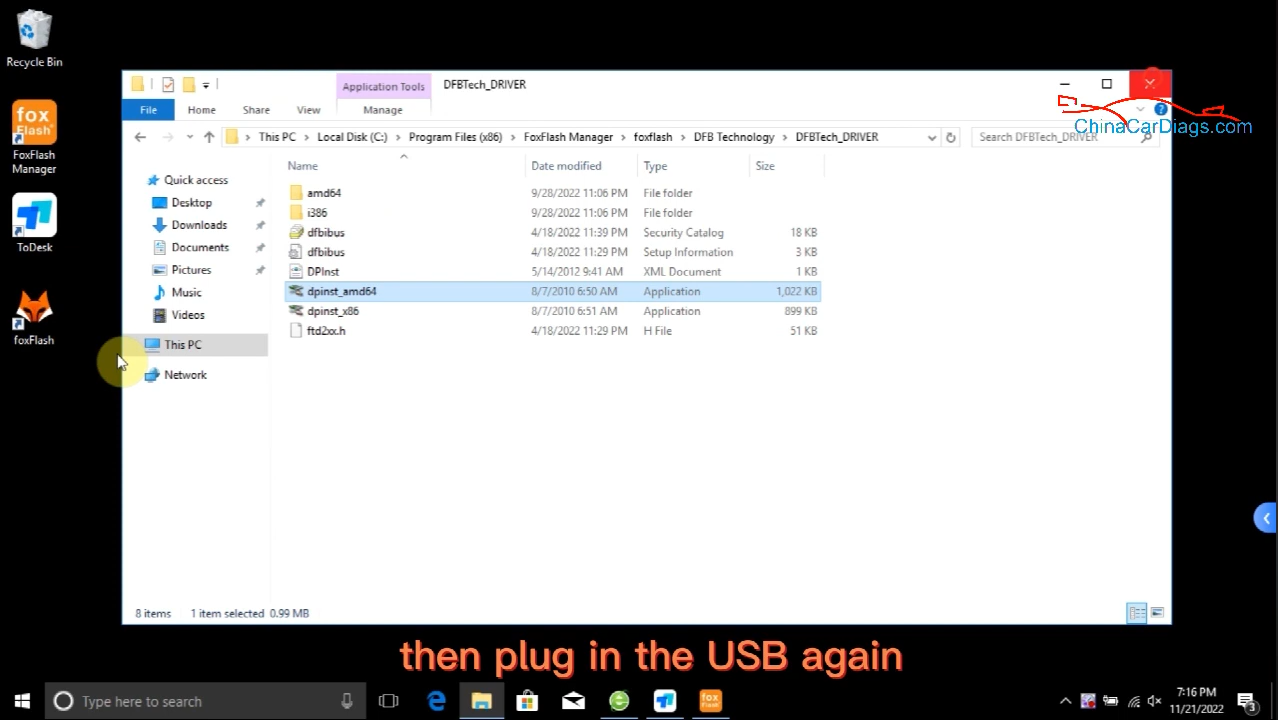 Recycle Bin
fox
FLasH
FoxFlash
Manager
ToDesk
foxFlash
Application Tools
DFBTech_DRIVER
File
Home
Share
View
Manage
ChinaCarDiags.com
This PC
Local Disk (C:)
Program Files (x86)
FoxFlash Manager
foxflash
DFB Technology
DFBTech_DRIVER
Search DFBTech_DRIVER
Quick access
Desktop
Downloads
Documents
Pictures
Music
Videos
This PC
Network
Name Date modified Type Size
amd64 9/28/2022 11:06 PM File folder
i386 9/28/2022 11:06 PM File folder
dfbibus 4/18/2022 11:39 PM Security Catalog 18 KB
dfbibus 4/18/2022 11:29 PM Setup Information 3 KB
DPInst 5/14/2012 9:41 AM XML Document 1 KB
dpinst_amd64 8/7/2010 6:50 AM Application 1,022 KB
dpinst_x86 8/7/2010 6:51 AM Application 899 KB
ftd2xx.h 4/18/2022 11:29 PM H File 51 KB
8 items 1 item selected 0.99 MB
then plug in the USB again
Type here to search
fox
7:16 PM
11/21/2022
3